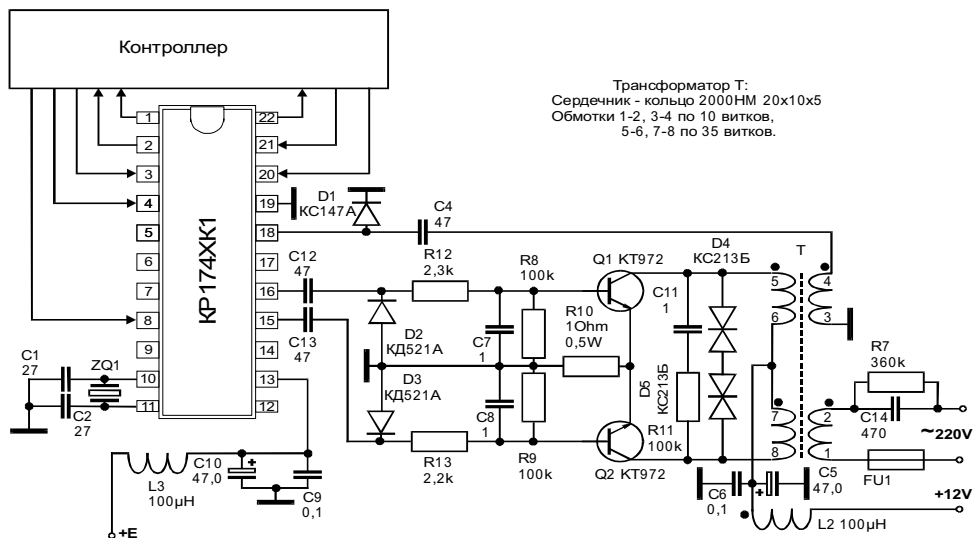 Контроллер
Трансформатор Т:
Сердечник - кольцо 2000НМ 20х10х5
Обмотки 1-2, 3-4 по 10 витков,
5-6, 7-8 по 35 витков.
КР174ХК1
1
2
3
4
5
6
7
8
9
10
11
22
21
20
19
18
17
16
15
14
13
12
D1
КС147А
C4
47
C12
47
C13
47
R12
2,3k
R8
100k
Q1 КТ972
D4
КС213Б
T
5
6
4
3
R10
1Ohm
0,5W
C11
1
D2
КД521А
C7
1
D3
КД521А
C8
1
D5
КС213Б
R7
360k
C1
27
ZQ1
C2
27
R13
2,2k
R9
100k
Q2 КТ972
R11
100k
7
8
2
1
C14
470
~220V
FU1
C10
47,0
L3
100µH
C9
0,1
C6
0,1
C5
47,0
+12V
L2 100µH
+E
+
+